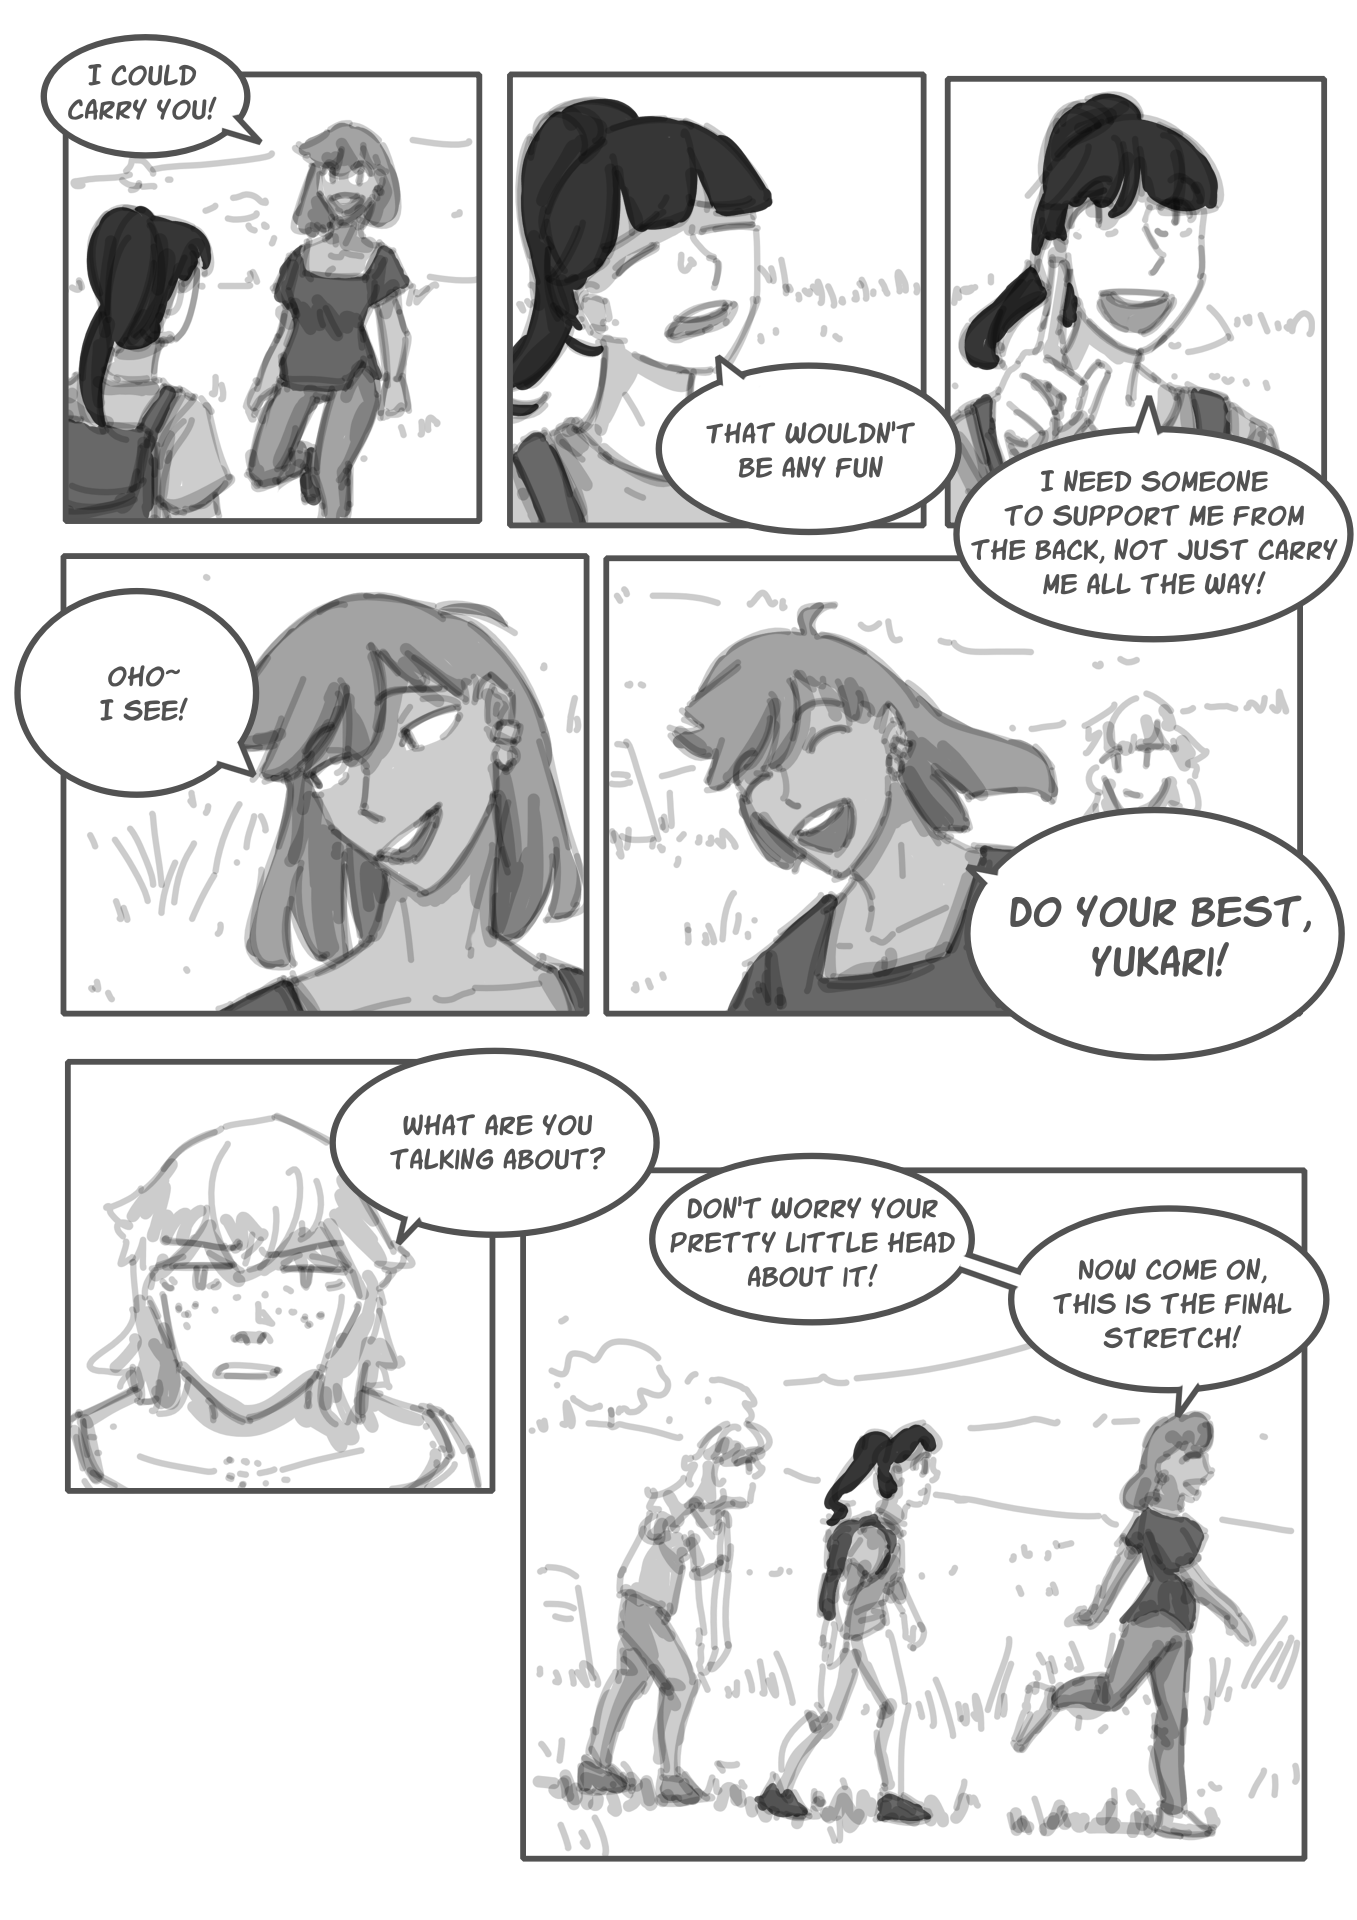 I COULD
CARRY YOU!
THAT WOULDN'T
BE ANY FUN
I NEED SOMEONE
TO SUPPORT ME FROM
THE BACK, NOT JUST CARRY
ME ALL THE WAY!
OHO~
I SEE!
DO YOUR BEST,
YUKARI!
WHAT ARE YOU
TALKING ABOUT?
DON'T WORRY YOUR
PRETTY LITTLE HEAD
ABOUT IT!
NOW COME ON,
THIS IS THE FINAL
STRETCH!